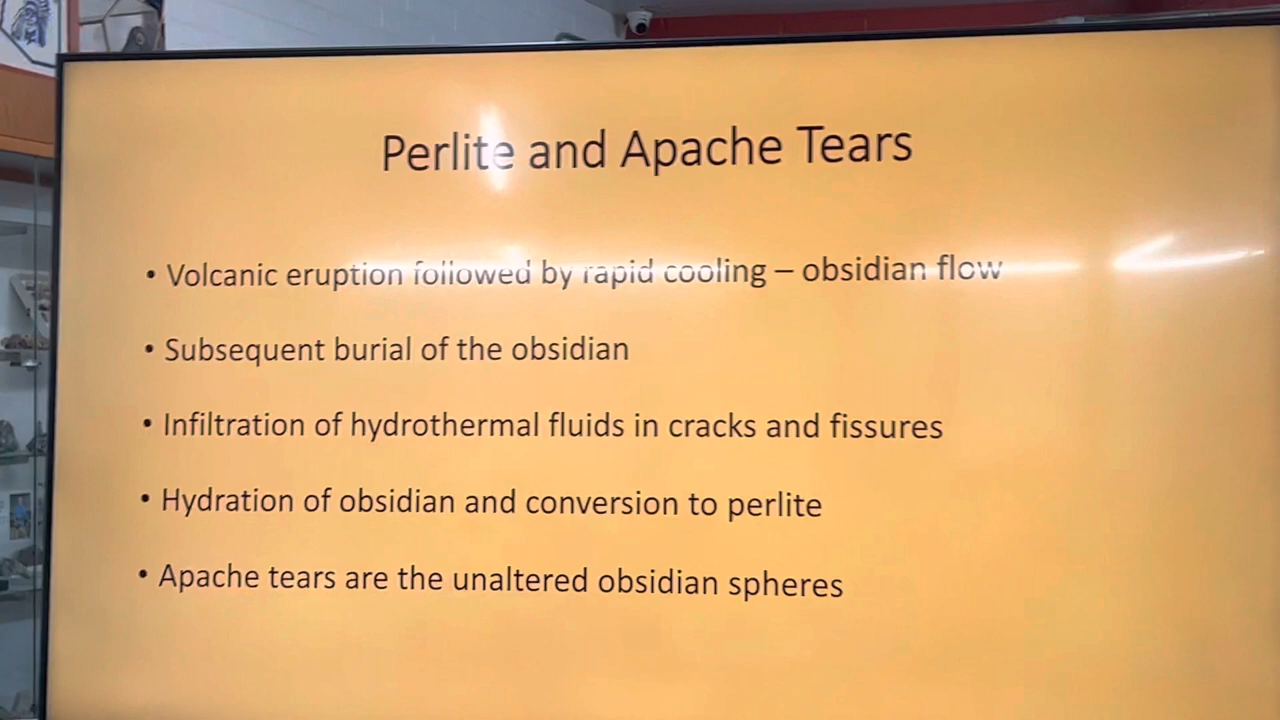 Perlite and Apache Tears
• Volcanic eruption followed by rapid cooling – obsidian flow
• Subsequent burial of the obsidian
• Infiltration of hydrothermal fluids in cracks and fissures
• Hydration of obsidian and conversion to perlite
• Apache tears are the unaltered obsidian spheres